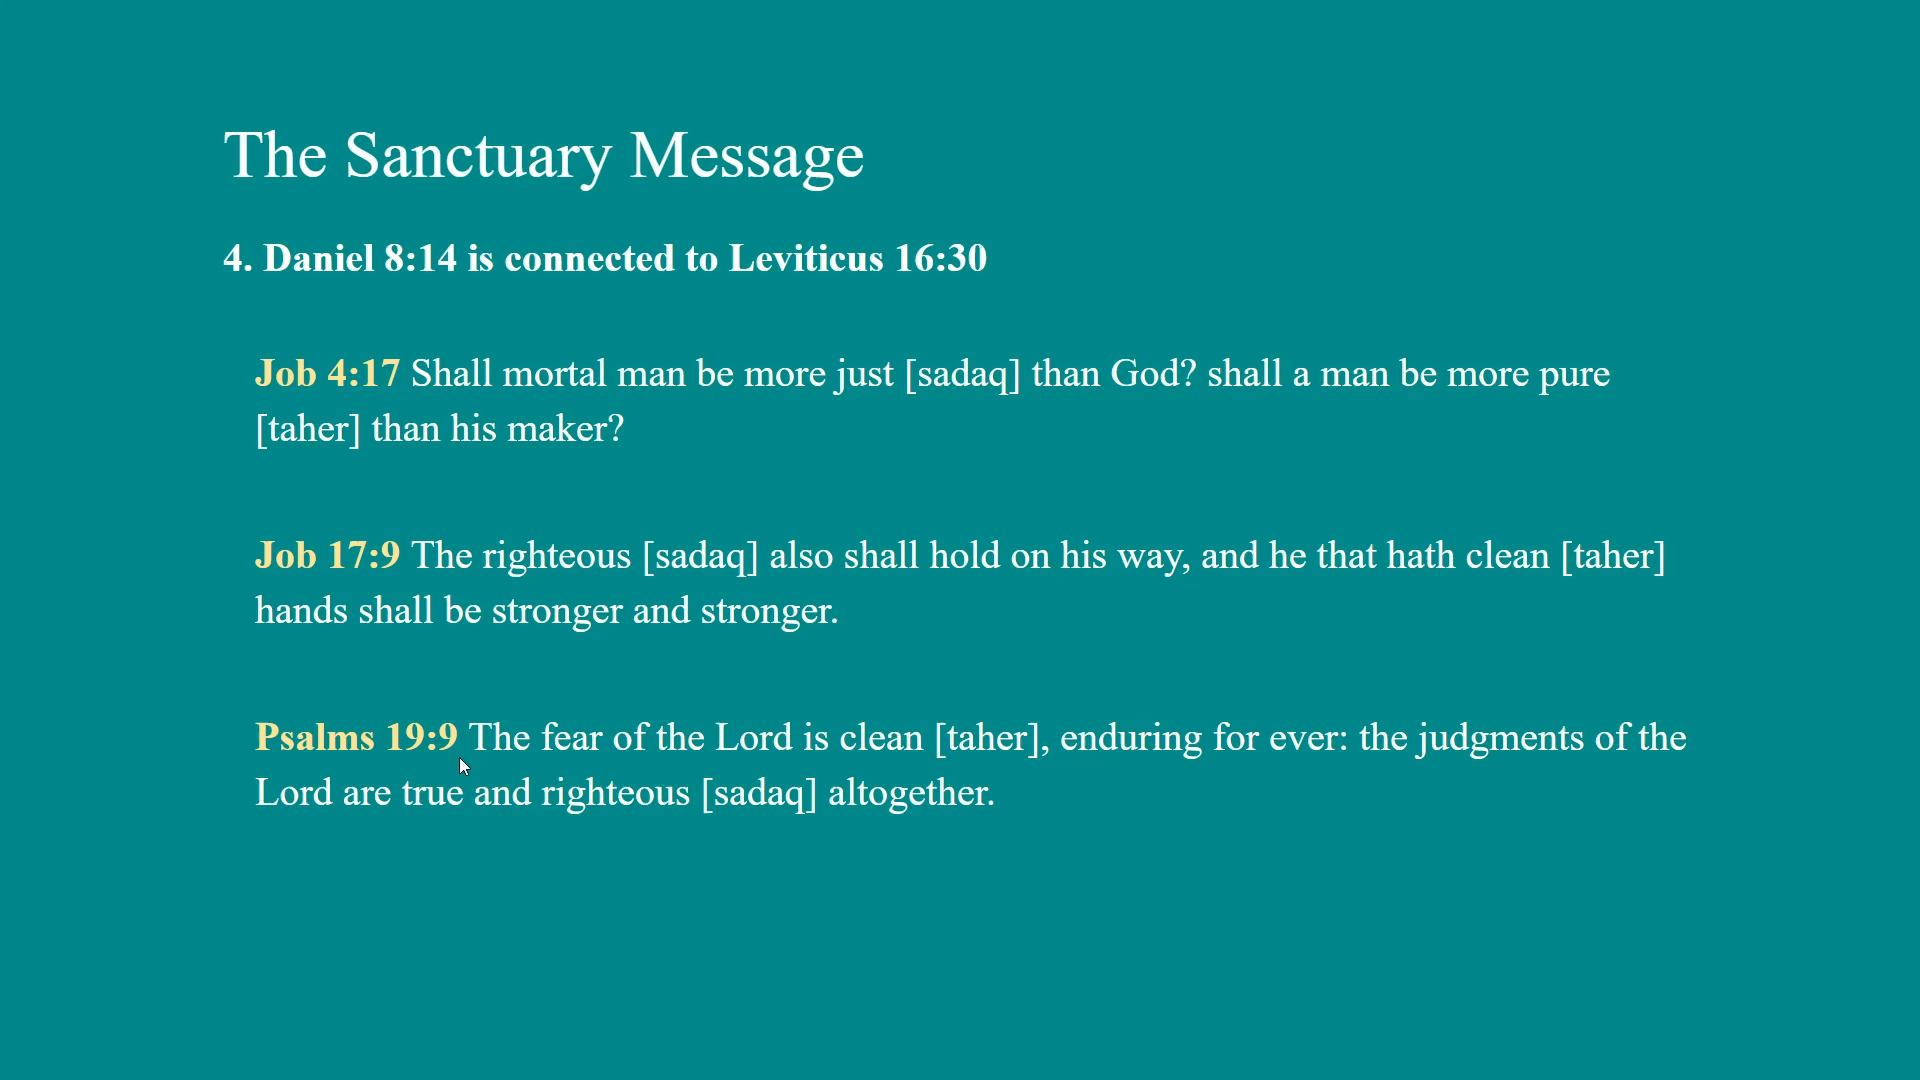 The Sanctuary Message
4. Daniel 8:14 is connected to Leviticus 16:30
Job 4:17 Shall mortal man be more just [sadaq] than God? shall a man be more pure
[taher] than his maker?
Job 17:9 The righteous [sadaq] also shall hold on his way, and he that hath clean [taher]
hands shall be stronger and stronger.
Psalms 19:9 The fear of the Lord is clean [taher], enduring for ever: the judgments of the
Lord are true and righteous [sadaq] altogether.